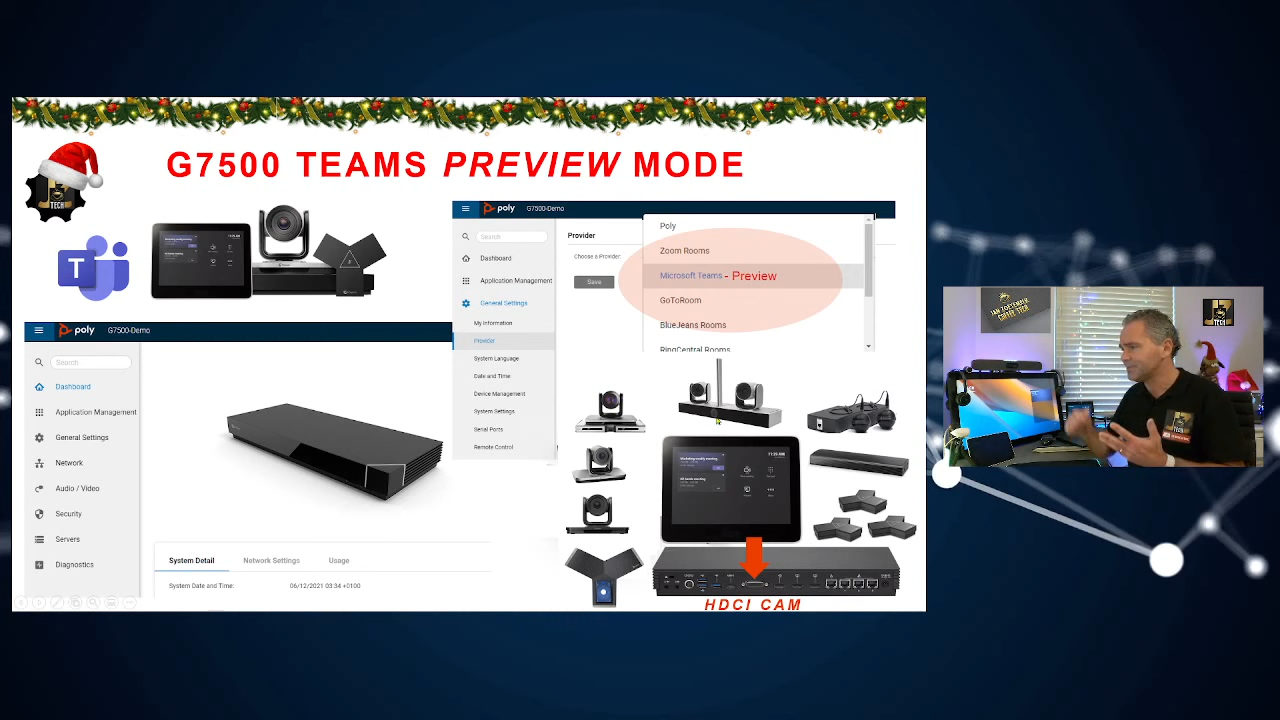 G7500 TEAMS PREVIEW MODE
TECH
T
poly G7500-Demo
Search
Dashboard
Application Management
General Settings
My Information
Provider
System Language
Date and Time
Device Management
System Settings
Serial Ports
Remote Control
Provider
Choose a Provider:
Save
Poly
Zoom Rooms
Microsoft Teams - Preview
GoToRoom
BlueJeans Rooms
RingCentral Rooms
poly G7500-Demo
Search
Dashboard
Application Management
General Settings
Network
Audio / Video
Security
Servers
Diagnostics
System Detail Network Settings Usage
System Date and Time: 06/12/2021 03:34 +0100
HDCI CAM
TECH